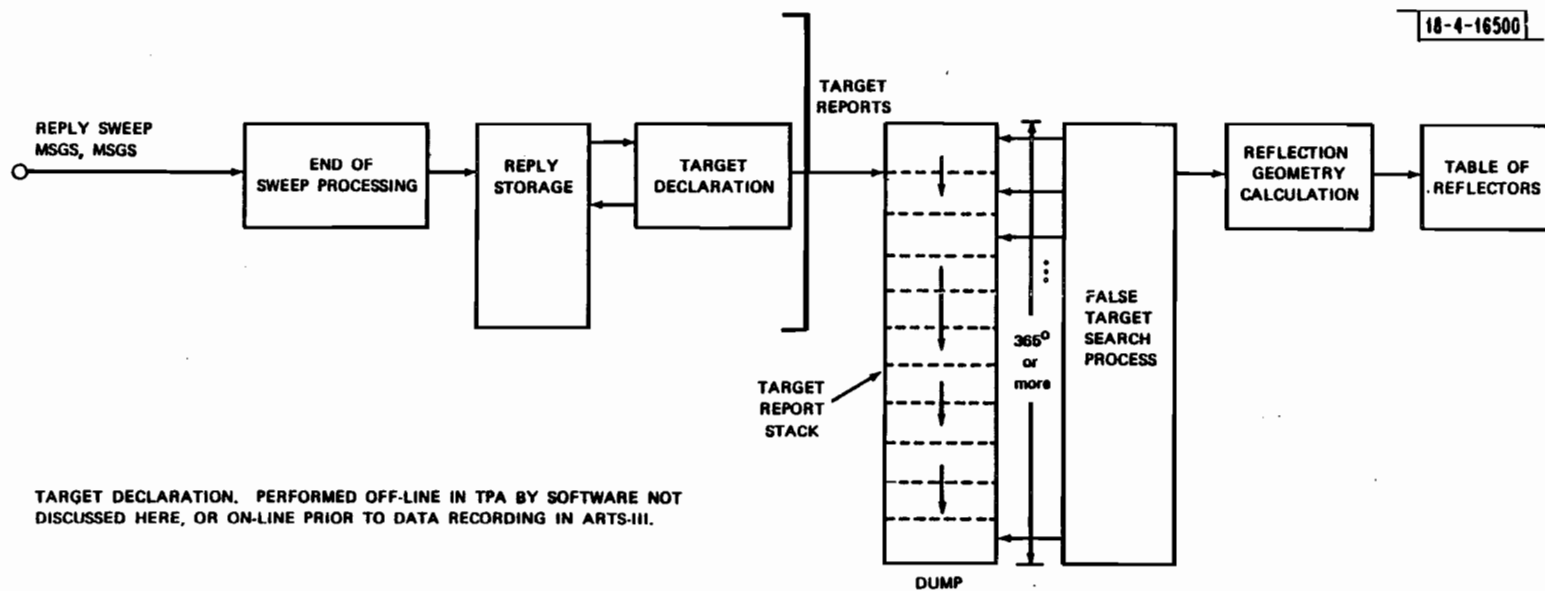 18-4-16500
REPLY SWEEP
MSGS, MSGS
END OF
SWEEP PROCESSING
REPLY
STORAGE
TARGET
DECLARATION
TARGET
REPORTS
TARGET
REPORT
STACK
365°
or
more
FALSE
TARGET
SEARCH
PROCESS
REFLECTION
GEOMETRY
CALCULATION
TABLE OF
REFLECTORS
DUMP
TARGET DECLARATION. PERFORMED OFF-LINE IN TPA BY SOFTWARE NOT
DISCUSSED HERE, OR ON-LINE PRIOR TO DATA RECORDING IN ARTS-III.